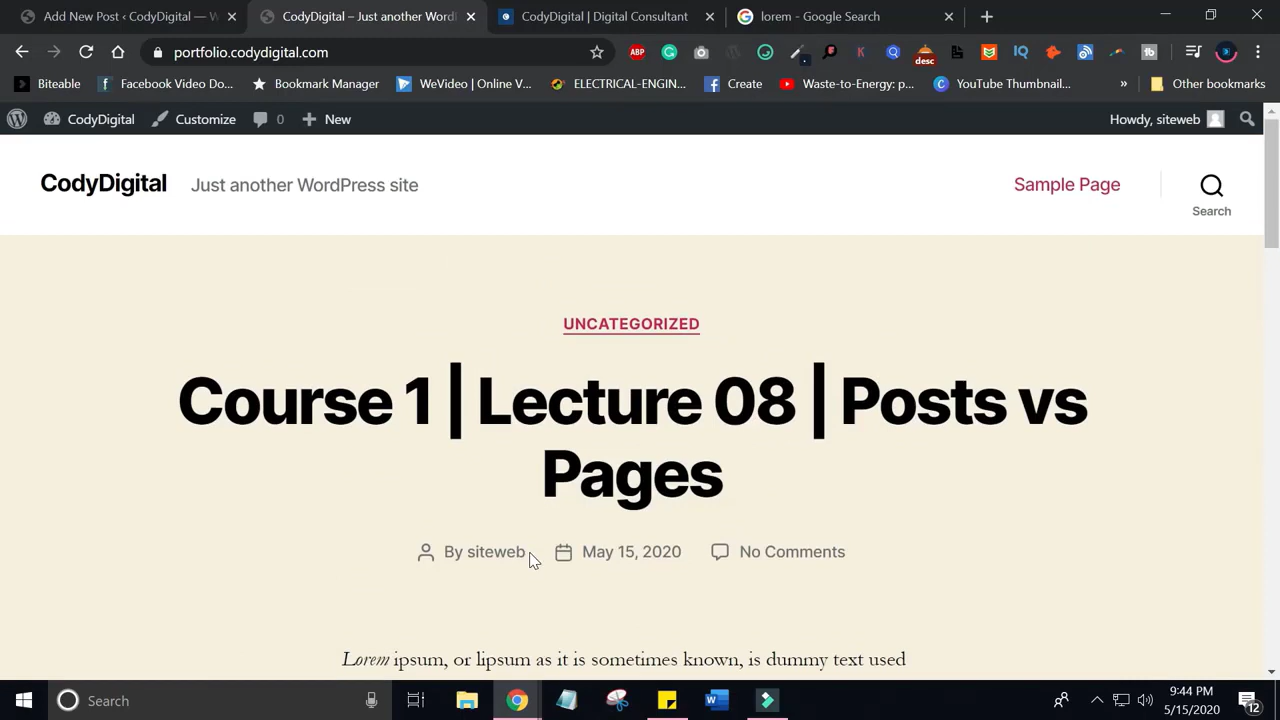 Add New Post ‹ CodyDigital — W
CodyDigital – Just another Word
CodyDigital | Digital Consultant
lorem - Google Search
portfolio.codydigital.com
ABP
desc
Biteable
Facebook Video Do...
Bookmark Manager
WeVideo | Online V...
ELECTRICAL-ENGIN...
Create
Waste-to-Energy: p...
YouTube Thumbnail...
»
Other bookmarks
CodyDigital
Customize
0
New
Howdy, siteweb
CodyDigital
Just another WordPress site
Sample Page
Search
UNCATEGORIZED
Course 1 | Lecture 08 | Posts vs
Pages
By siteweb
May 15, 2020
No Comments
Lorem ipsum, or lipsum as it is sometimes known, is dummy text used
Search
9:44 PM
5/15/2020
12